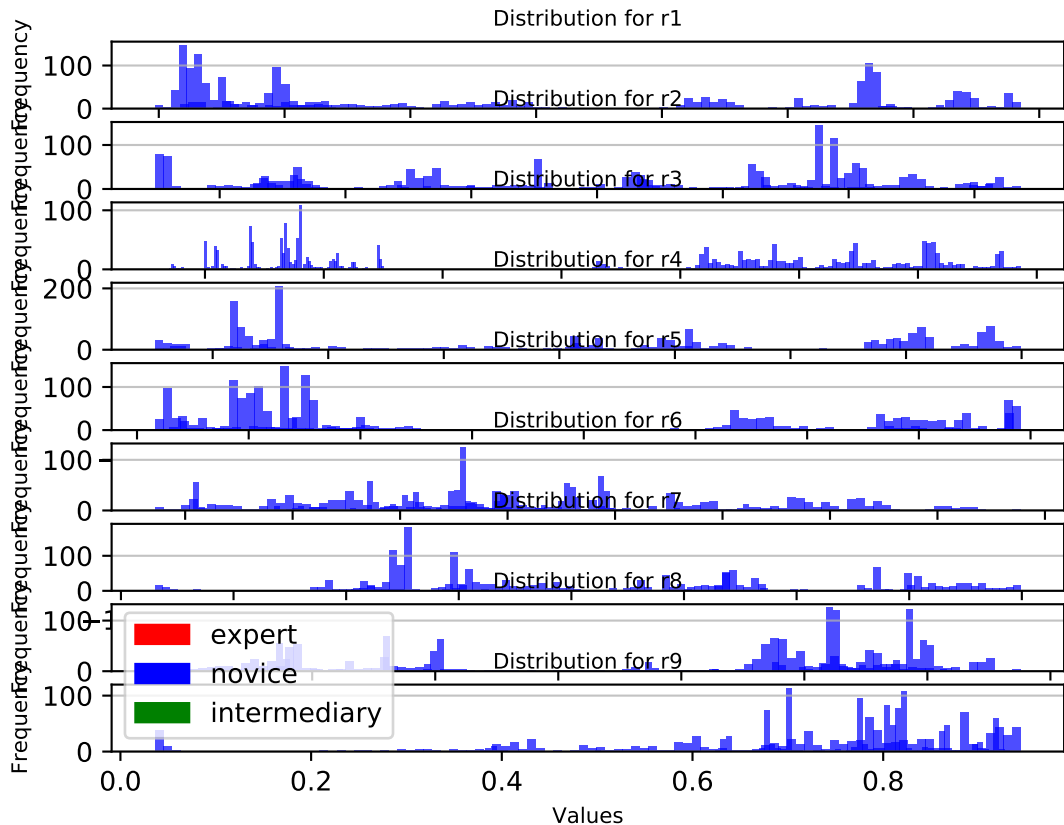 Distribution for r1
Frequency
100
0
Distribution for r2
Frequency
100
0
Distribution for r3
Frequency
100
0
Distribution for r4
Frequency
200
0
Distribution for r5
Frequency
100
0
Distribution for r6
Frequency
100
0
Distribution for r7
Frequency
100
0
Distribution for r8
Frequency
100
0
Distribution for r9
Frequency
100
0
expert
novice
intermediary
0.0 0.2 0.4 0.6 0.8
Values